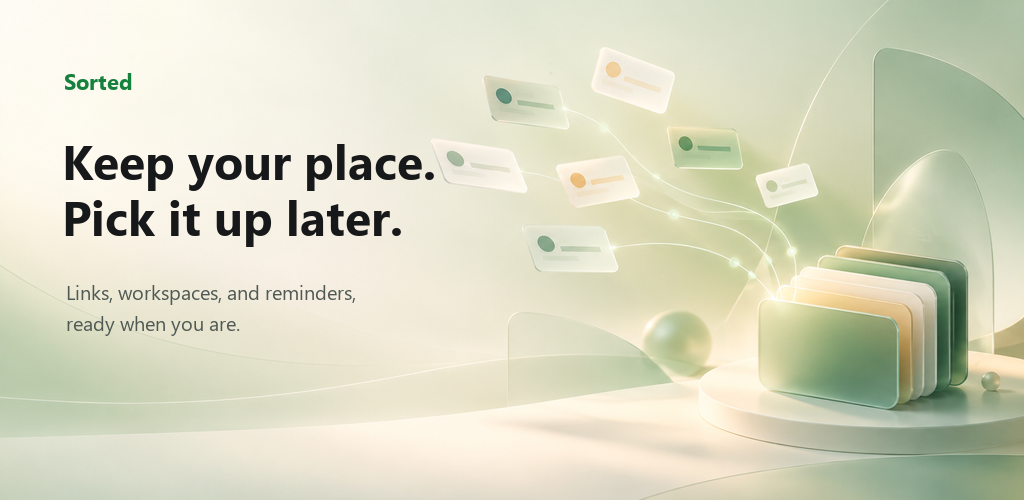 Sorted
Keep your place.
Pick it up later.
Links, workspaces, and reminders,
ready when you are.